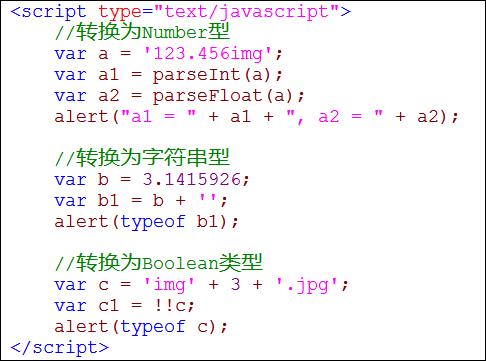 <script type="text/javascript">
    //转换为Number型
    var a = '123.456img';
    var a1 = parseInt(a);
    var a2 = parseFloat(a);
    alert("a1 = " + a1 + ", a2 = " + a2);

    //转换为字符串型
    var b = 3.1415926;
    var b1 = b + '';
    alert(typeof b1);

    //转换为Boolean类型
    var c = 'img' + 3 + '.jpg';
    var c1 = !!c;
    alert(typeof c);
</script>